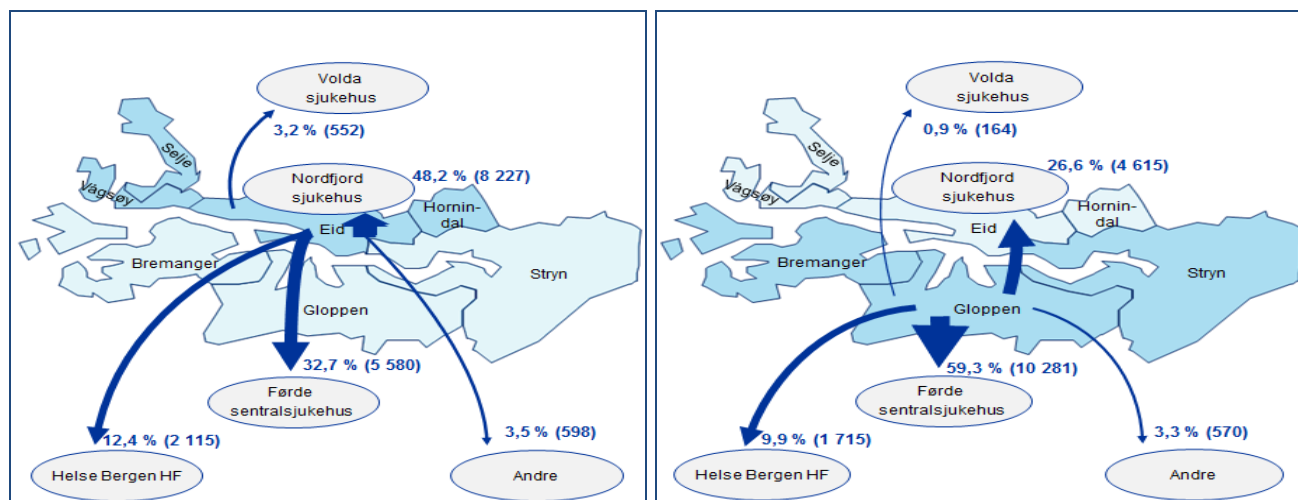 Volda
sjukehus
3,2 % (552)
Selje
Vågsøy
Nordfjord
sjukehus
48,2 % (8 227)
Hornin-
dal
Eid
Bremanger
Stryn
Gloppen
32,7 % (5 580)
Førde
sentralsjukehus
12,4 % (2 115)
Helse Bergen HF
3,5 % (598)
Andre
Volda
sjukehus
0,9 % (164)
Selje
Vågsøy
Nordfjord
sjukehus
26,6 % (4 615)
Hornin-
dal
Eid
Bremanger
Stryn
Gloppen
59,3 % (10 281)
Førde
sentralsjukehus
9,9 % (1 715)
Helse Bergen HF
3,3 % (570)
Andre